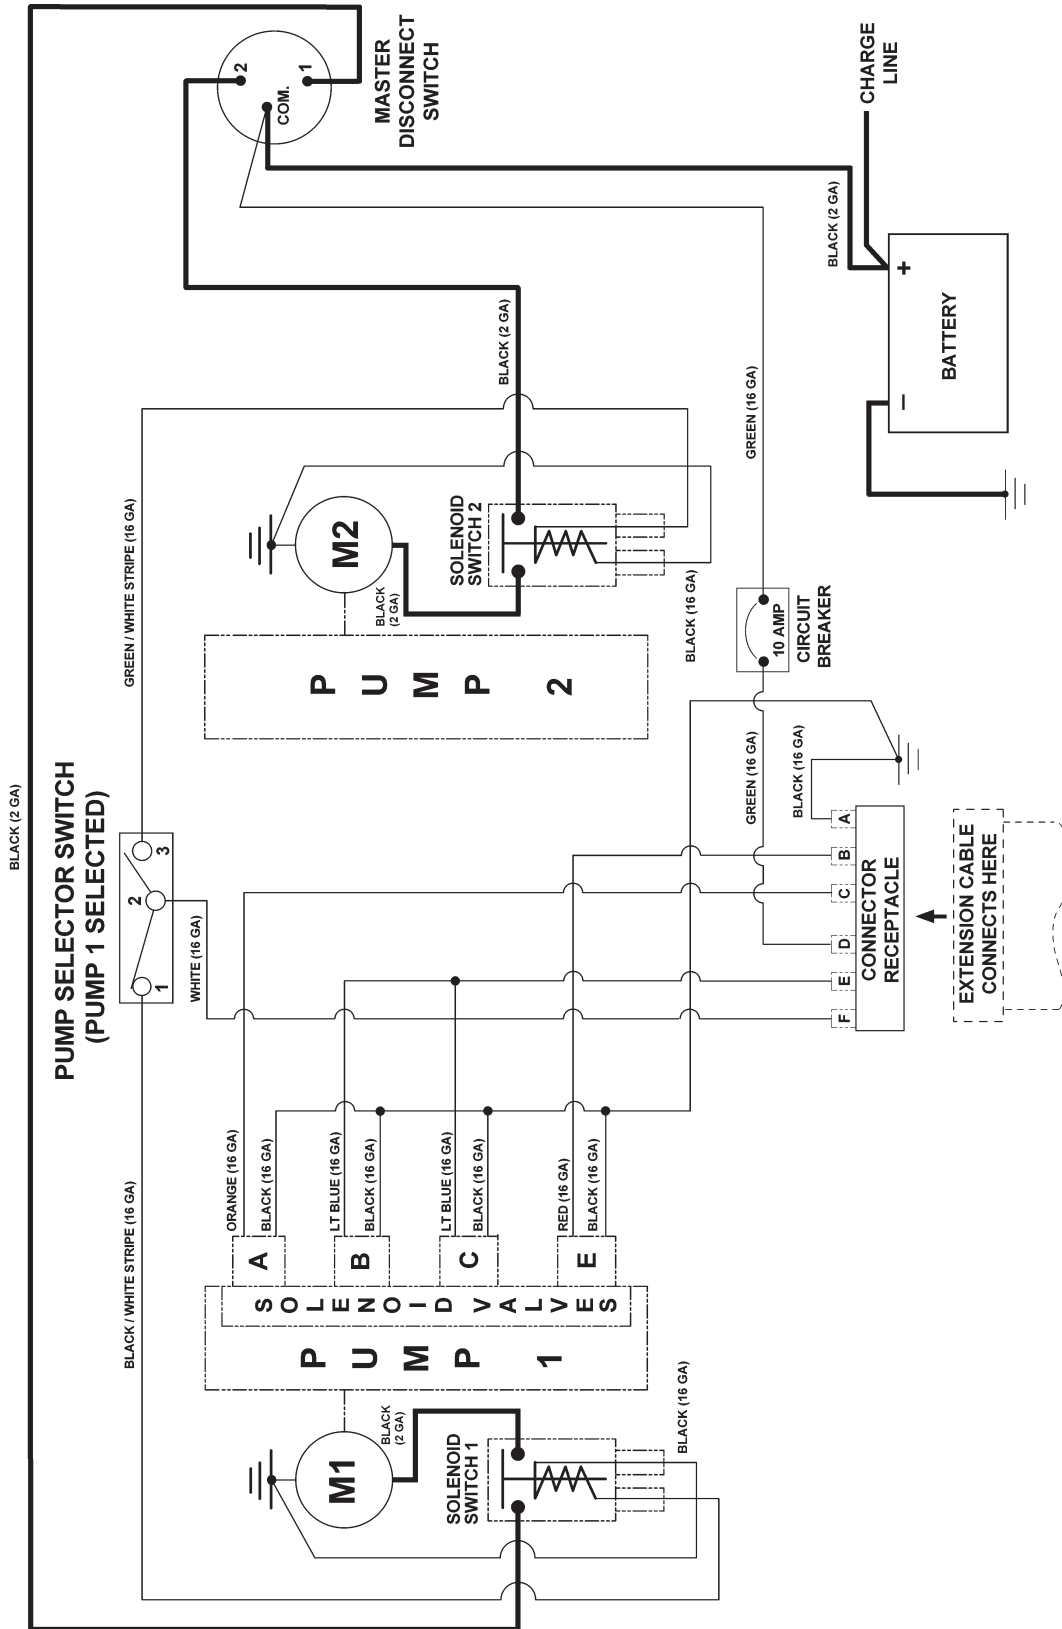 BLACK (2 GA)
PUMP SELECTOR SWITCH
(PUMP 1 SELECTED)
1
2
3
BLACK / WHITE STRIPE (16 GA)
WHITE (16 GA)
GREEN / WHITE STRIPE (16 GA)
2
1
COM.
MASTER
DISCONNECT
SWITCH
M1
BLACK
(2 GA)
SOLENOID
SWITCH 1
BLACK (16 GA)
PUMP 1
SOLENOID VALVES
A
B
C
E
ORANGE (16 GA)
BLACK (16 GA)
LT BLUE (16 GA)
BLACK (16 GA)
LT BLUE (16 GA)
BLACK (16 GA)
RED (16 GA)
BLACK (16 GA)
PUMP 2
M2
BLACK
(2 GA)
SOLENOID
SWITCH 2
BLACK (2 GA)
BLACK (16 GA)
GREEN (16 GA)
10 AMP
CIRCUIT
BREAKER
GREEN (16 GA)
BLACK (16 GA)
F
E
D
C
B
A
CONNECTOR
RECEPTACLE
EXTENSION CABLE
CONNECTS HERE
BLACK (2 GA)
CHARGE
LINE
–
+
BATTERY